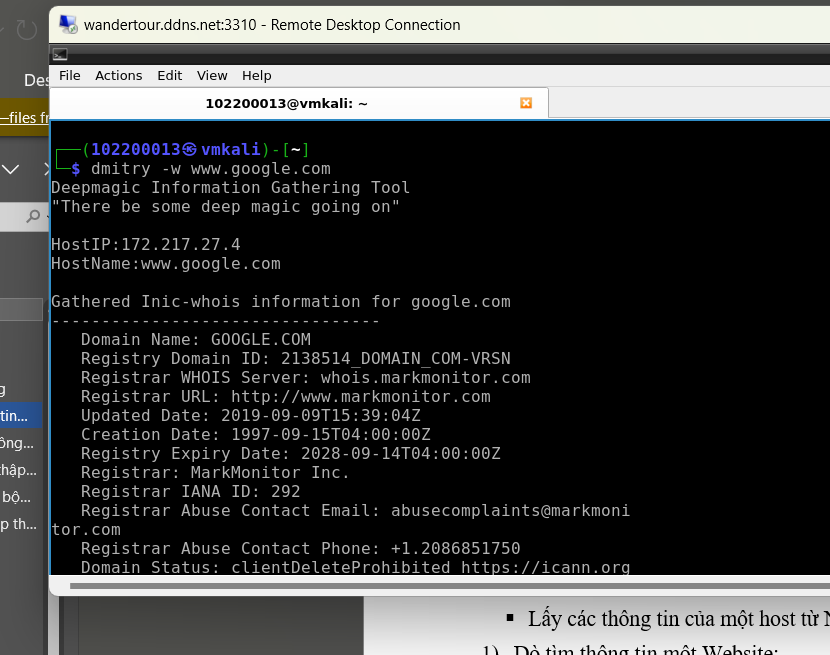 wandertour.ddns.net:3310 - Remote Desktop Connection
File Actions Edit View Help
102200013@vmkali: ~
(102200013㉿vmkali)-[~]
$ dmitry -w www.google.com
Deepmagic Information Gathering Tool
"There be some deep magic going on"
HostIP:172.217.27.4
HostName:www.google.com
Gathered Inic-whois information for google.com
---------------------------------
Domain Name: GOOGLE.COM
Registry Domain ID: 2138514_DOMAIN_COM-VRSN
Registrar WHOIS Server: whois.markmonitor.com
Registrar URL: http://www.markmonitor.com
Updated Date: 2019-09-09T15:39:04Z
Creation Date: 1997-09-15T04:00:00Z
Registry Expiry Date: 2028-09-14T04:00:00Z
Registrar: MarkMonitor Inc.
Registrar IANA ID: 292
Registrar Abuse Contact Email: abusecomplaints@markmoni
tor.com
Registrar Abuse Contact Phone: +1.2086851750
Domain Status: clientDeleteProhibited https://icann.org
Des
—files fr
g
tin...
ông...
thập...
bộ...
p th...
▪ Lấy các thông tin của một host từ N
1) Dò tìm thông tin một Website: